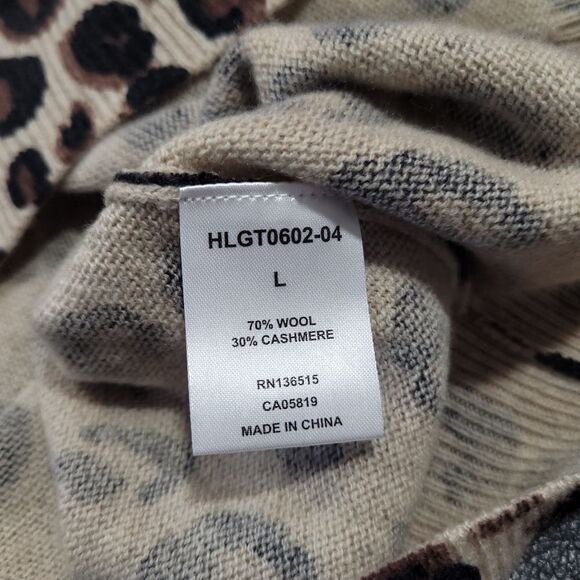 HLGT0602-04
L
70% WOOL
30% CASHMERE
RN136515
CA05819
MADE IN CHINA